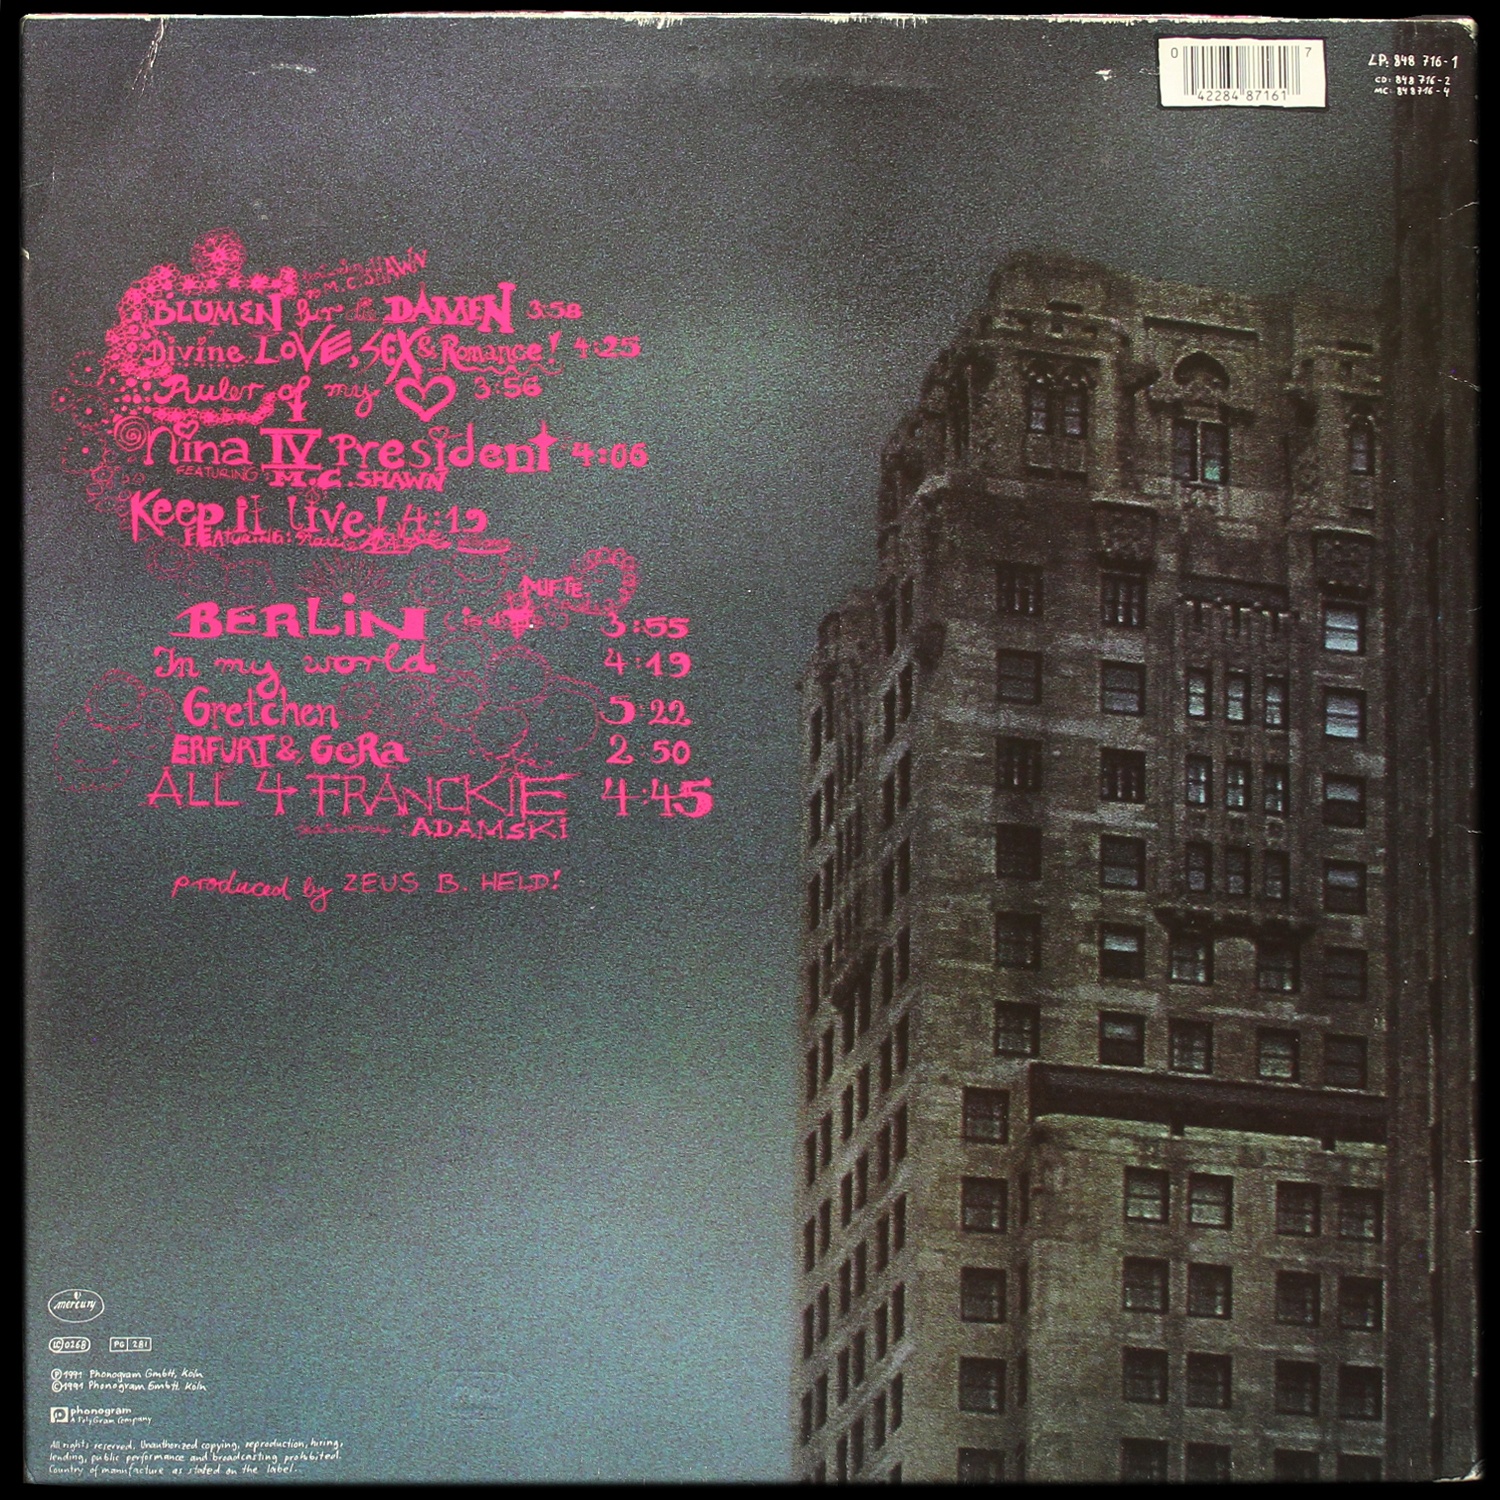 0 42284 87161 7
LP: 848 716-1
CD: 848 716-2
MC: 848 716-4
M.C. SHAWN
BLUMEN für die DAMEN 3:58
Divine LOVE, SEX & Romance! 4:25
Ruler of my ♡ 3:56
Nina IV President 4:06
FEATURING M.C. SHAWN
Keep it live! 4:19
FEATURING:
BERLIN 3:55
In my world 4:19
Gretchen 5:22
ERFURT & GeRa 2:50
ALL 4 FRANCKIE 4:45
ADAMSKI
produced by ZEUS B. HELD!
mercury
LC 0268 PG 281
Ⓟ 1991 Phonogram GmbH, Köln
© 1991 Phonogram GmbH Köln
phonogram
A PolyGram Company
All rights reserved. Unauthorized copying, reproduction, hiring,
lending, public performance and broadcasting prohibited.
Country of manufacture as stated on the label.